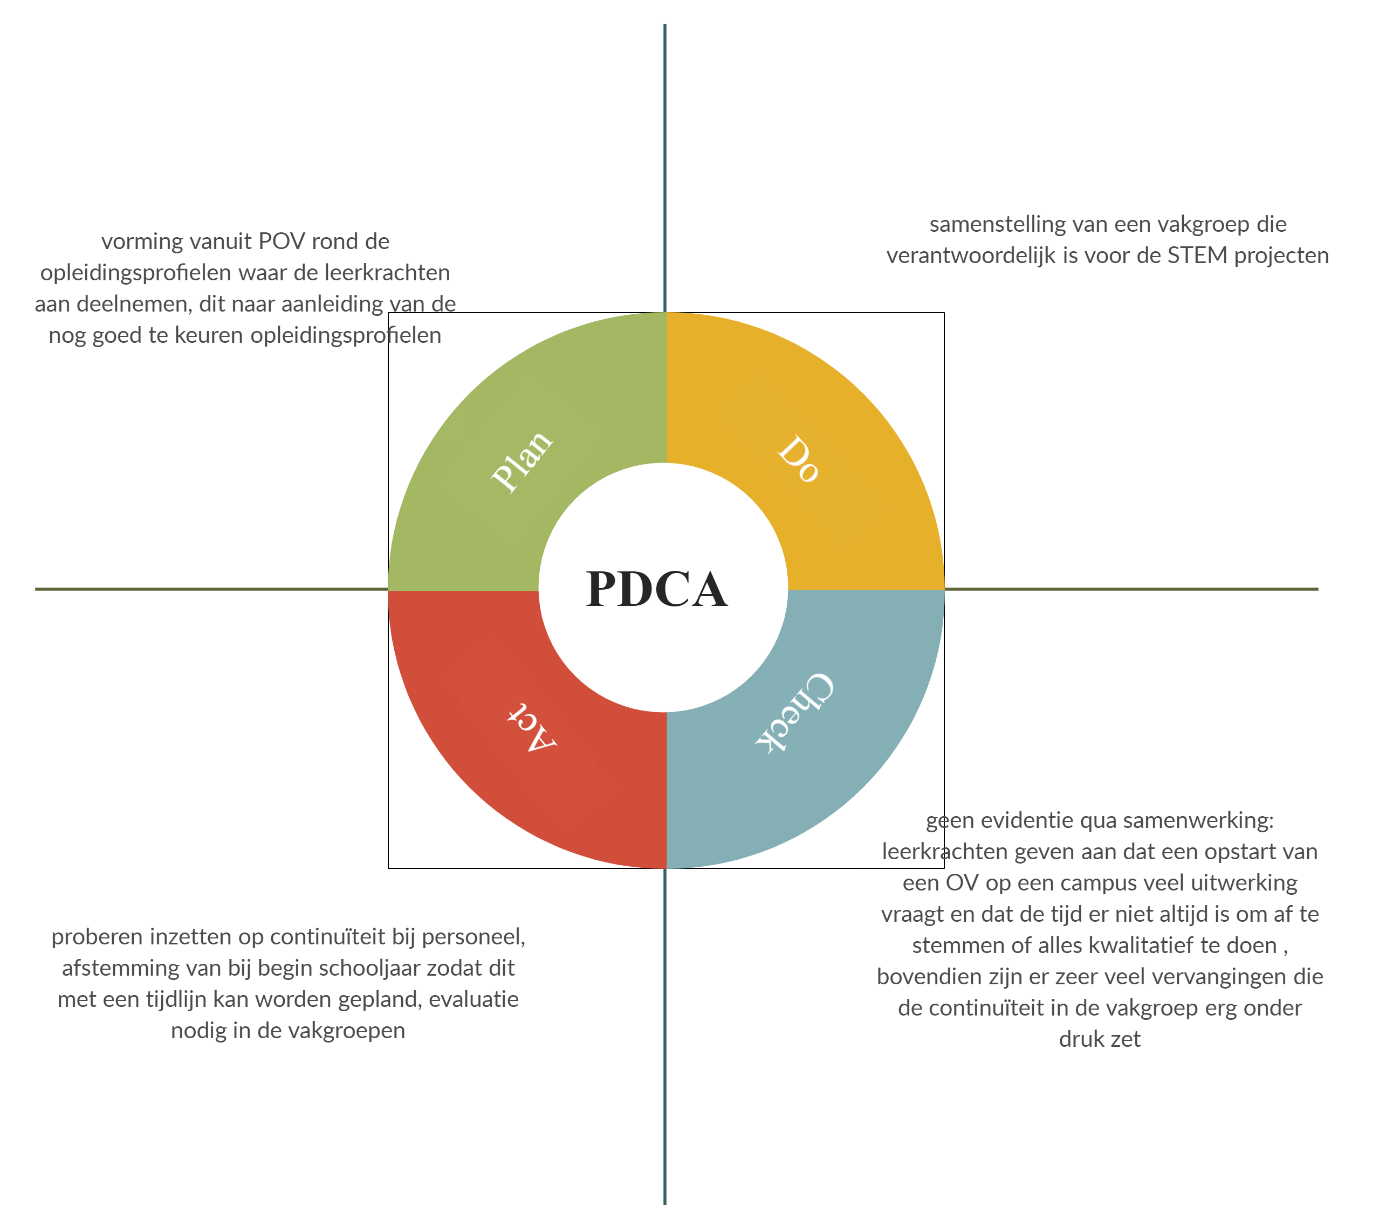 vorming vanuit POV rond de
opleidingsprofielen waar de leerkrachten
aan deelnemen, dit naar aanleiding van de
nog goed te keuren opleidingsprofielen
samenstelling van een vakgroep die
verantwoordelijk is voor de STEM projecten
Plan
Do
PDCA
Act
Check
proberen inzetten op continuïteit bij personeel,
afstemming van bij begin schooljaar zodat dit
met een tijdlijn kan worden gepland, evaluatie
nodig in de vakgroepen
geen evidentie qua samenwerking:
leerkrachten geven aan dat een opstart van
een OV op een campus veel uitwerking
vraagt en dat de tijd er niet altijd is om af te
stemmen of alles kwalitatief te doen ,
bovendien zijn er zeer veel vervangingen die
de continuïteit in de vakgroep erg onder
druk zet